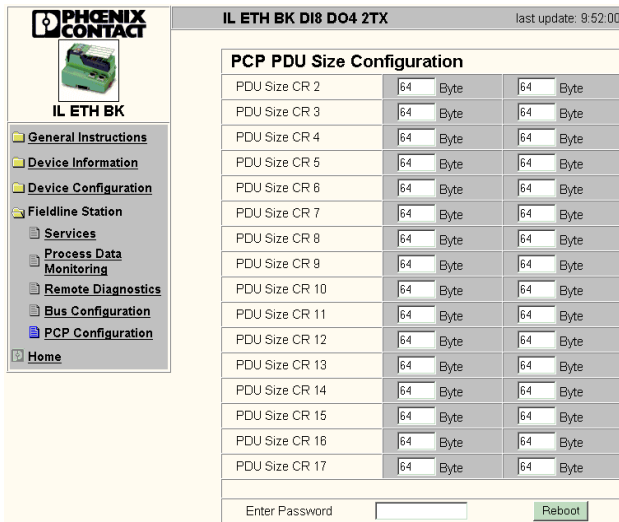 PHŒNIX
CONTACT
IL ETH BK
General Instructions
Device Information
Device Configuration
Fieldline Station
Services
Process Data
Monitoring
Remote Diagnostics
Bus Configuration
PCP Configuration
Home
IL ETH BK DI8 DO4 2TX last update: 9:52:00
PCP PDU Size Configuration
PDU Size CR 2 64 Byte 64 Byte
PDU Size CR 3 64 Byte 64 Byte
PDU Size CR 4 64 Byte 64 Byte
PDU Size CR 5 64 Byte 64 Byte
PDU Size CR 6 64 Byte 64 Byte
PDU Size CR 7 64 Byte 64 Byte
PDU Size CR 8 64 Byte 64 Byte
PDU Size CR 9 64 Byte 64 Byte
PDU Size CR 10 64 Byte 64 Byte
PDU Size CR 11 64 Byte 64 Byte
PDU Size CR 12 64 Byte 64 Byte
PDU Size CR 13 64 Byte 64 Byte
PDU Size CR 14 64 Byte 64 Byte
PDU Size CR 15 64 Byte 64 Byte
PDU Size CR 16 64 Byte 64 Byte
PDU Size CR 17 64 Byte 64 Byte
Enter Password Reboot